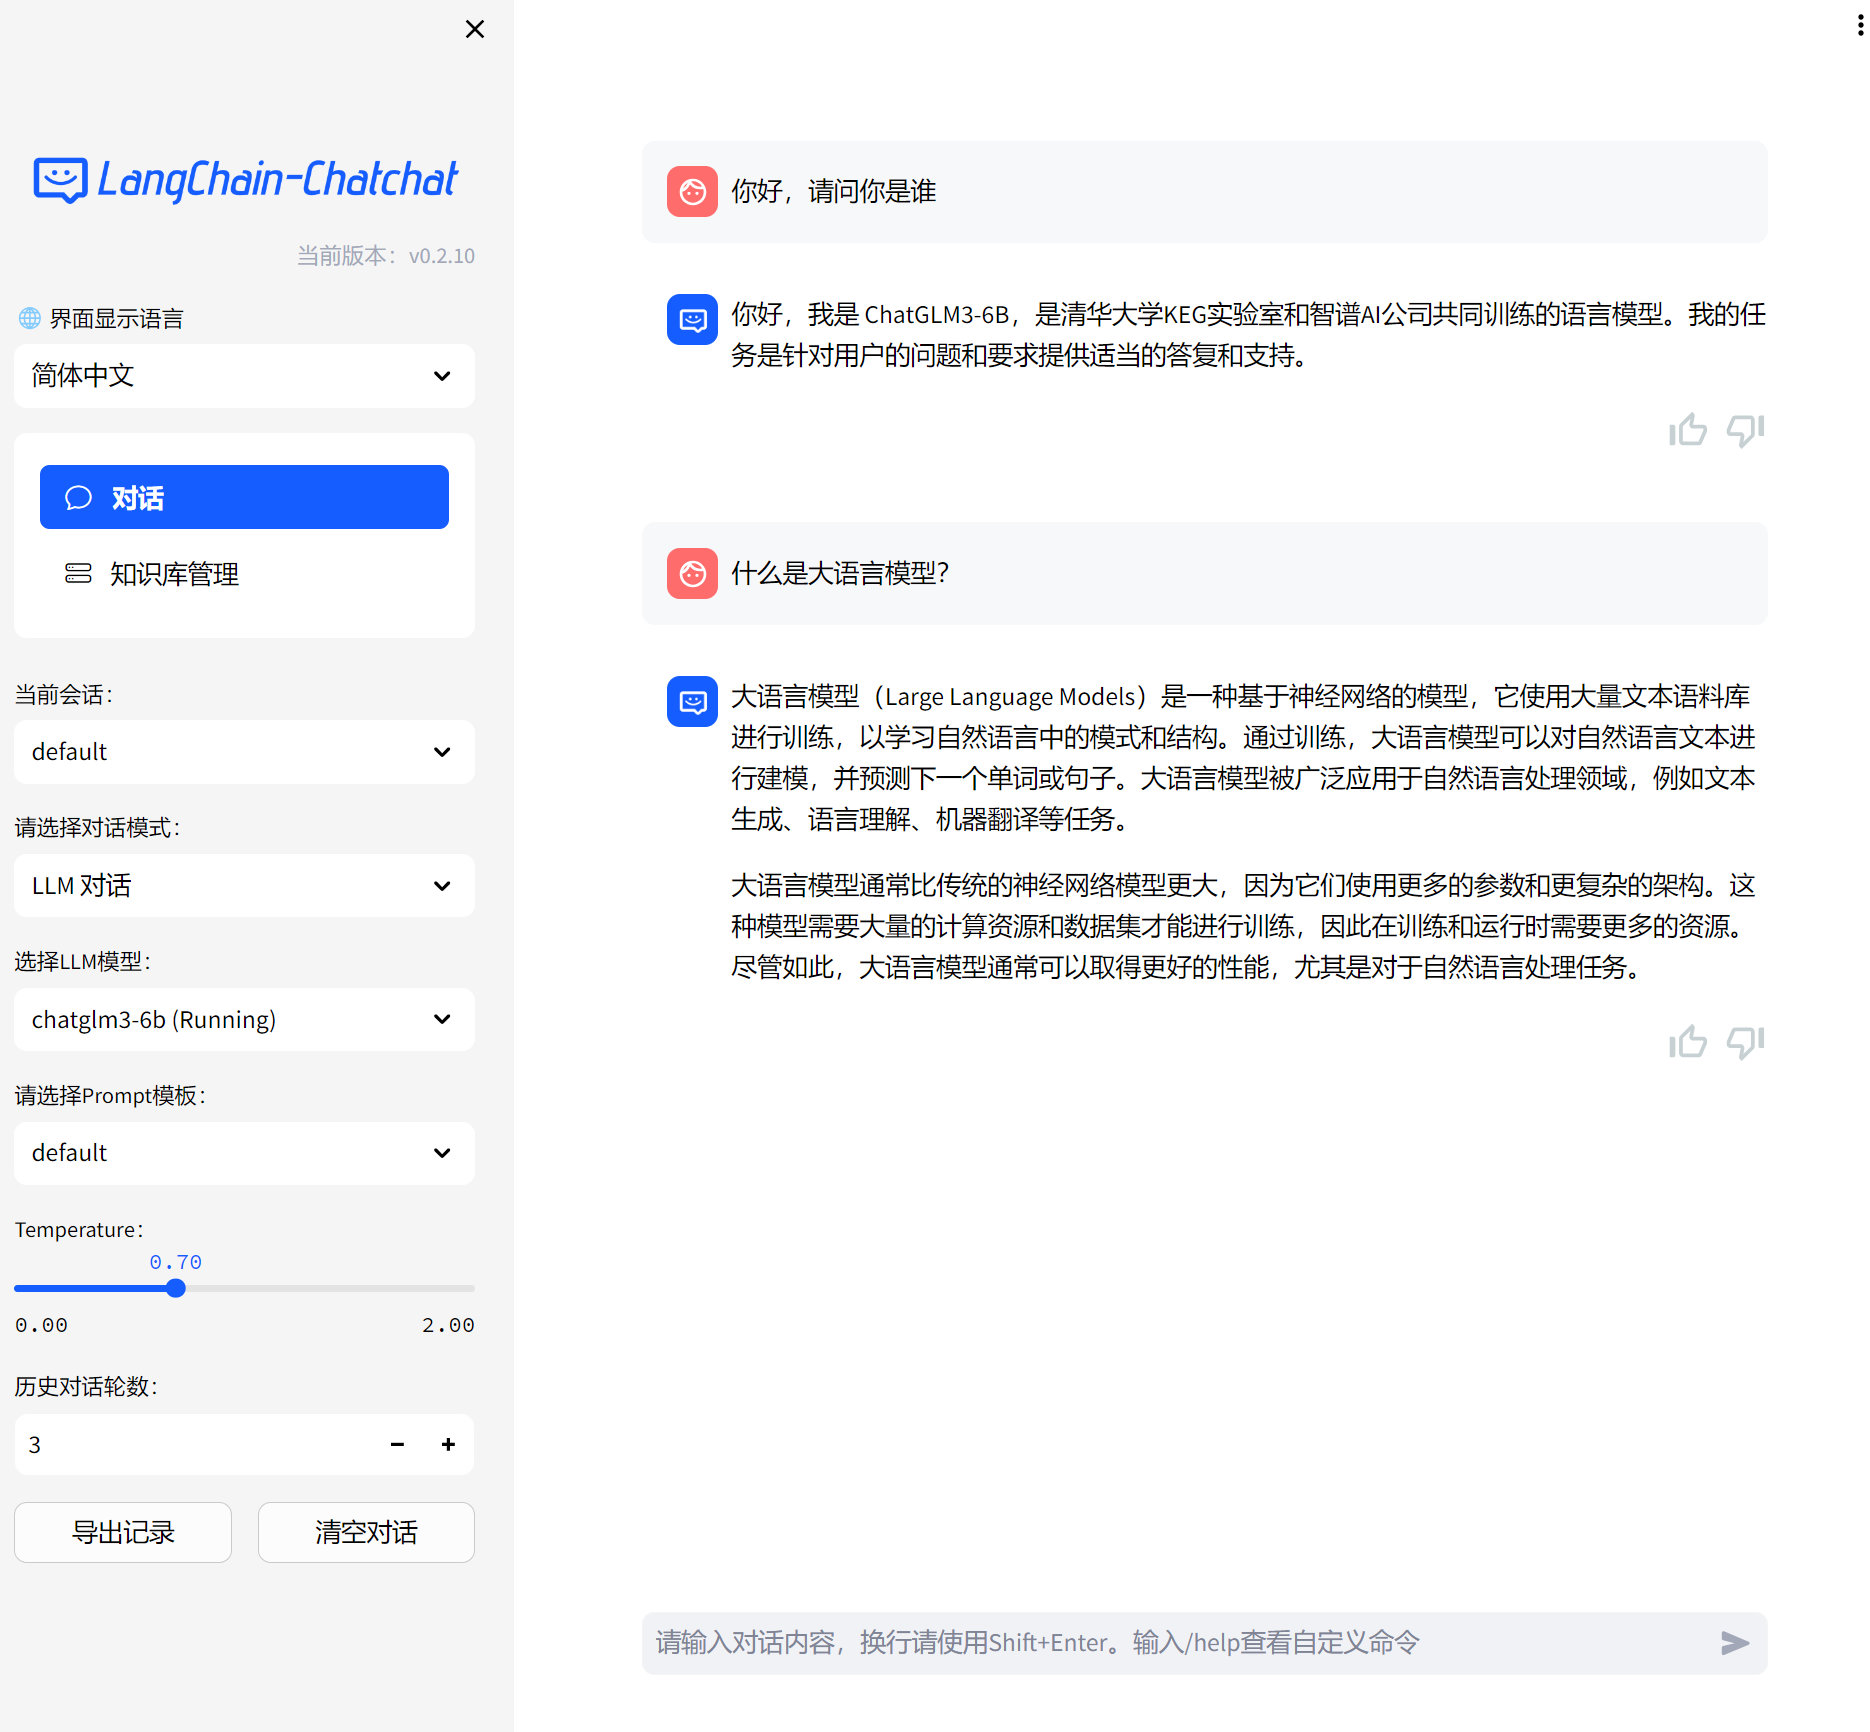 LangChain-Chatchat
当前版本：v0.2.10
界面显示语言
简体中文
对话
知识库管理
当前会话：
default
请选择对话模式：
LLM 对话
选择LLM模型：
chatglm3-6b (Running)
请选择Prompt模板：
default
Temperature：
0.70
0.00
2.00
历史对话轮数：
3
导出记录
清空对话
你好，请问你是谁
你好，我是 ChatGLM3-6B，是清华大学KEG实验室和智谱AI公司共同训练的语言模型。我的任
务是针对用户的问题和要求提供适当的答复和支持。
什么是大语言模型？
大语言模型（Large Language Models）是一种基于神经网络的模型，它使用大量文本语料库
进行训练，以学习自然语言中的模式和结构。通过训练，大语言模型可以对自然语言文本进
行建模，并预测下一个单词或句子。大语言模型被广泛应用于自然语言处理领域，例如文本
生成、语言理解、机器翻译等任务。
大语言模型通常比传统的神经网络模型更大，因为它们使用更多的参数和更复杂的架构。这
种模型需要大量的计算资源和数据集才能进行训练，因此在训练和运行时需要更多的资源。
尽管如此，大语言模型通常可以取得更好的性能，尤其是对于自然语言处理任务。
请输入对话内容，换行请使用Shift+Enter。输入/help查看自定义命令